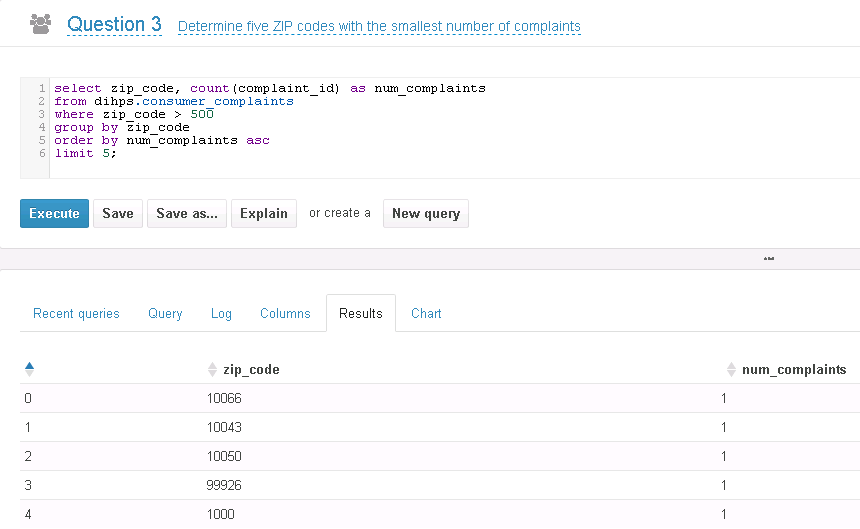 Question 3 Determine five ZIP codes with the smallest number of complaints
1 select zip_code, count(complaint_id) as num_complaints
2 from dihps.consumer_complaints
3 where zip_code > 500
4 group by zip_code
5 order by num_complaints asc
6 limit 5;
Execute Save Save as... Explain or create a New query
Recent queries Query Log Columns Results Chart
zip_code num_complaints
0 10066 1
1 10043 1
2 10050 1
3 99926 1
4 1000 1